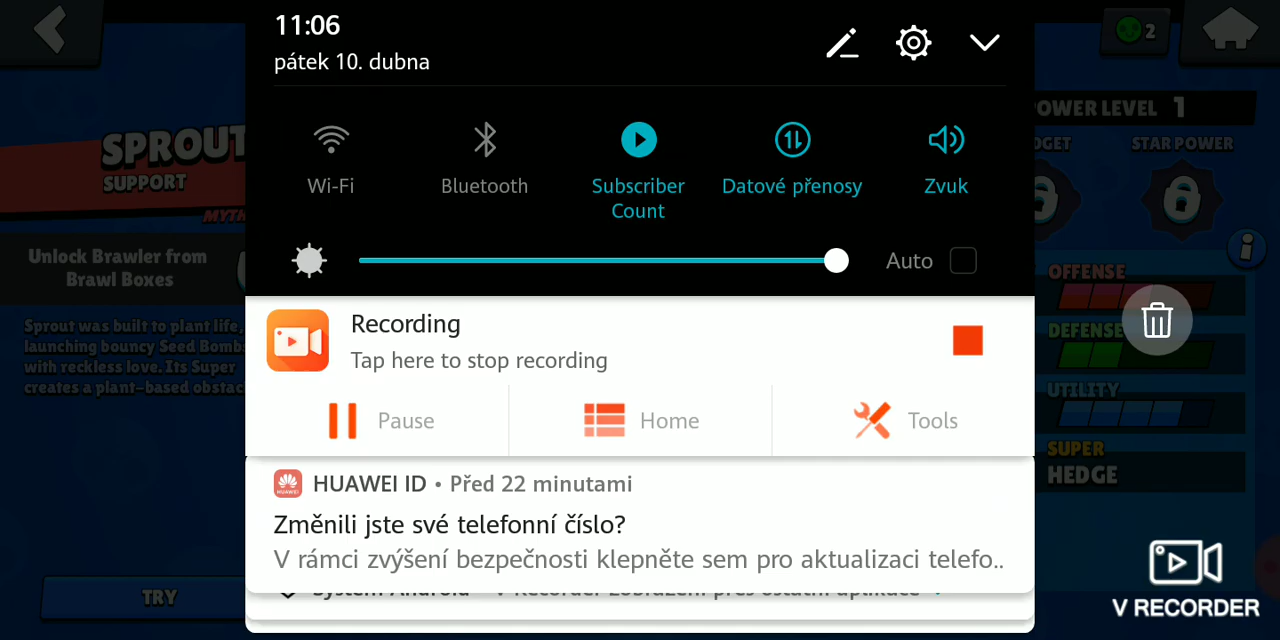 11:06
pátek 10. dubna
2
POWER LEVEL 1
SPROUT
SUPPORT
STAR POWER
Wi-Fi
Bluetooth
Subscriber
Count
Datové přenosy
Zvuk
Unlock Brawler from
Brawl Boxes
Auto
i
OFFENSE
DEFENSE
UTILITY
SUPER
HEDGE
Sprout was built to plant life,
launching bouncy Seed Bombs
with reckless love. Its Super
creates a plant-based
Recording
Tap here to stop recording
Pause
Home
Tools
HUAWEI ID • Před 22 minutami
Změnili jste své telefonní číslo?
V rámci zvýšení bezpečnosti klepněte sem pro aktualizaci telefo..
TRY
V RECORDER